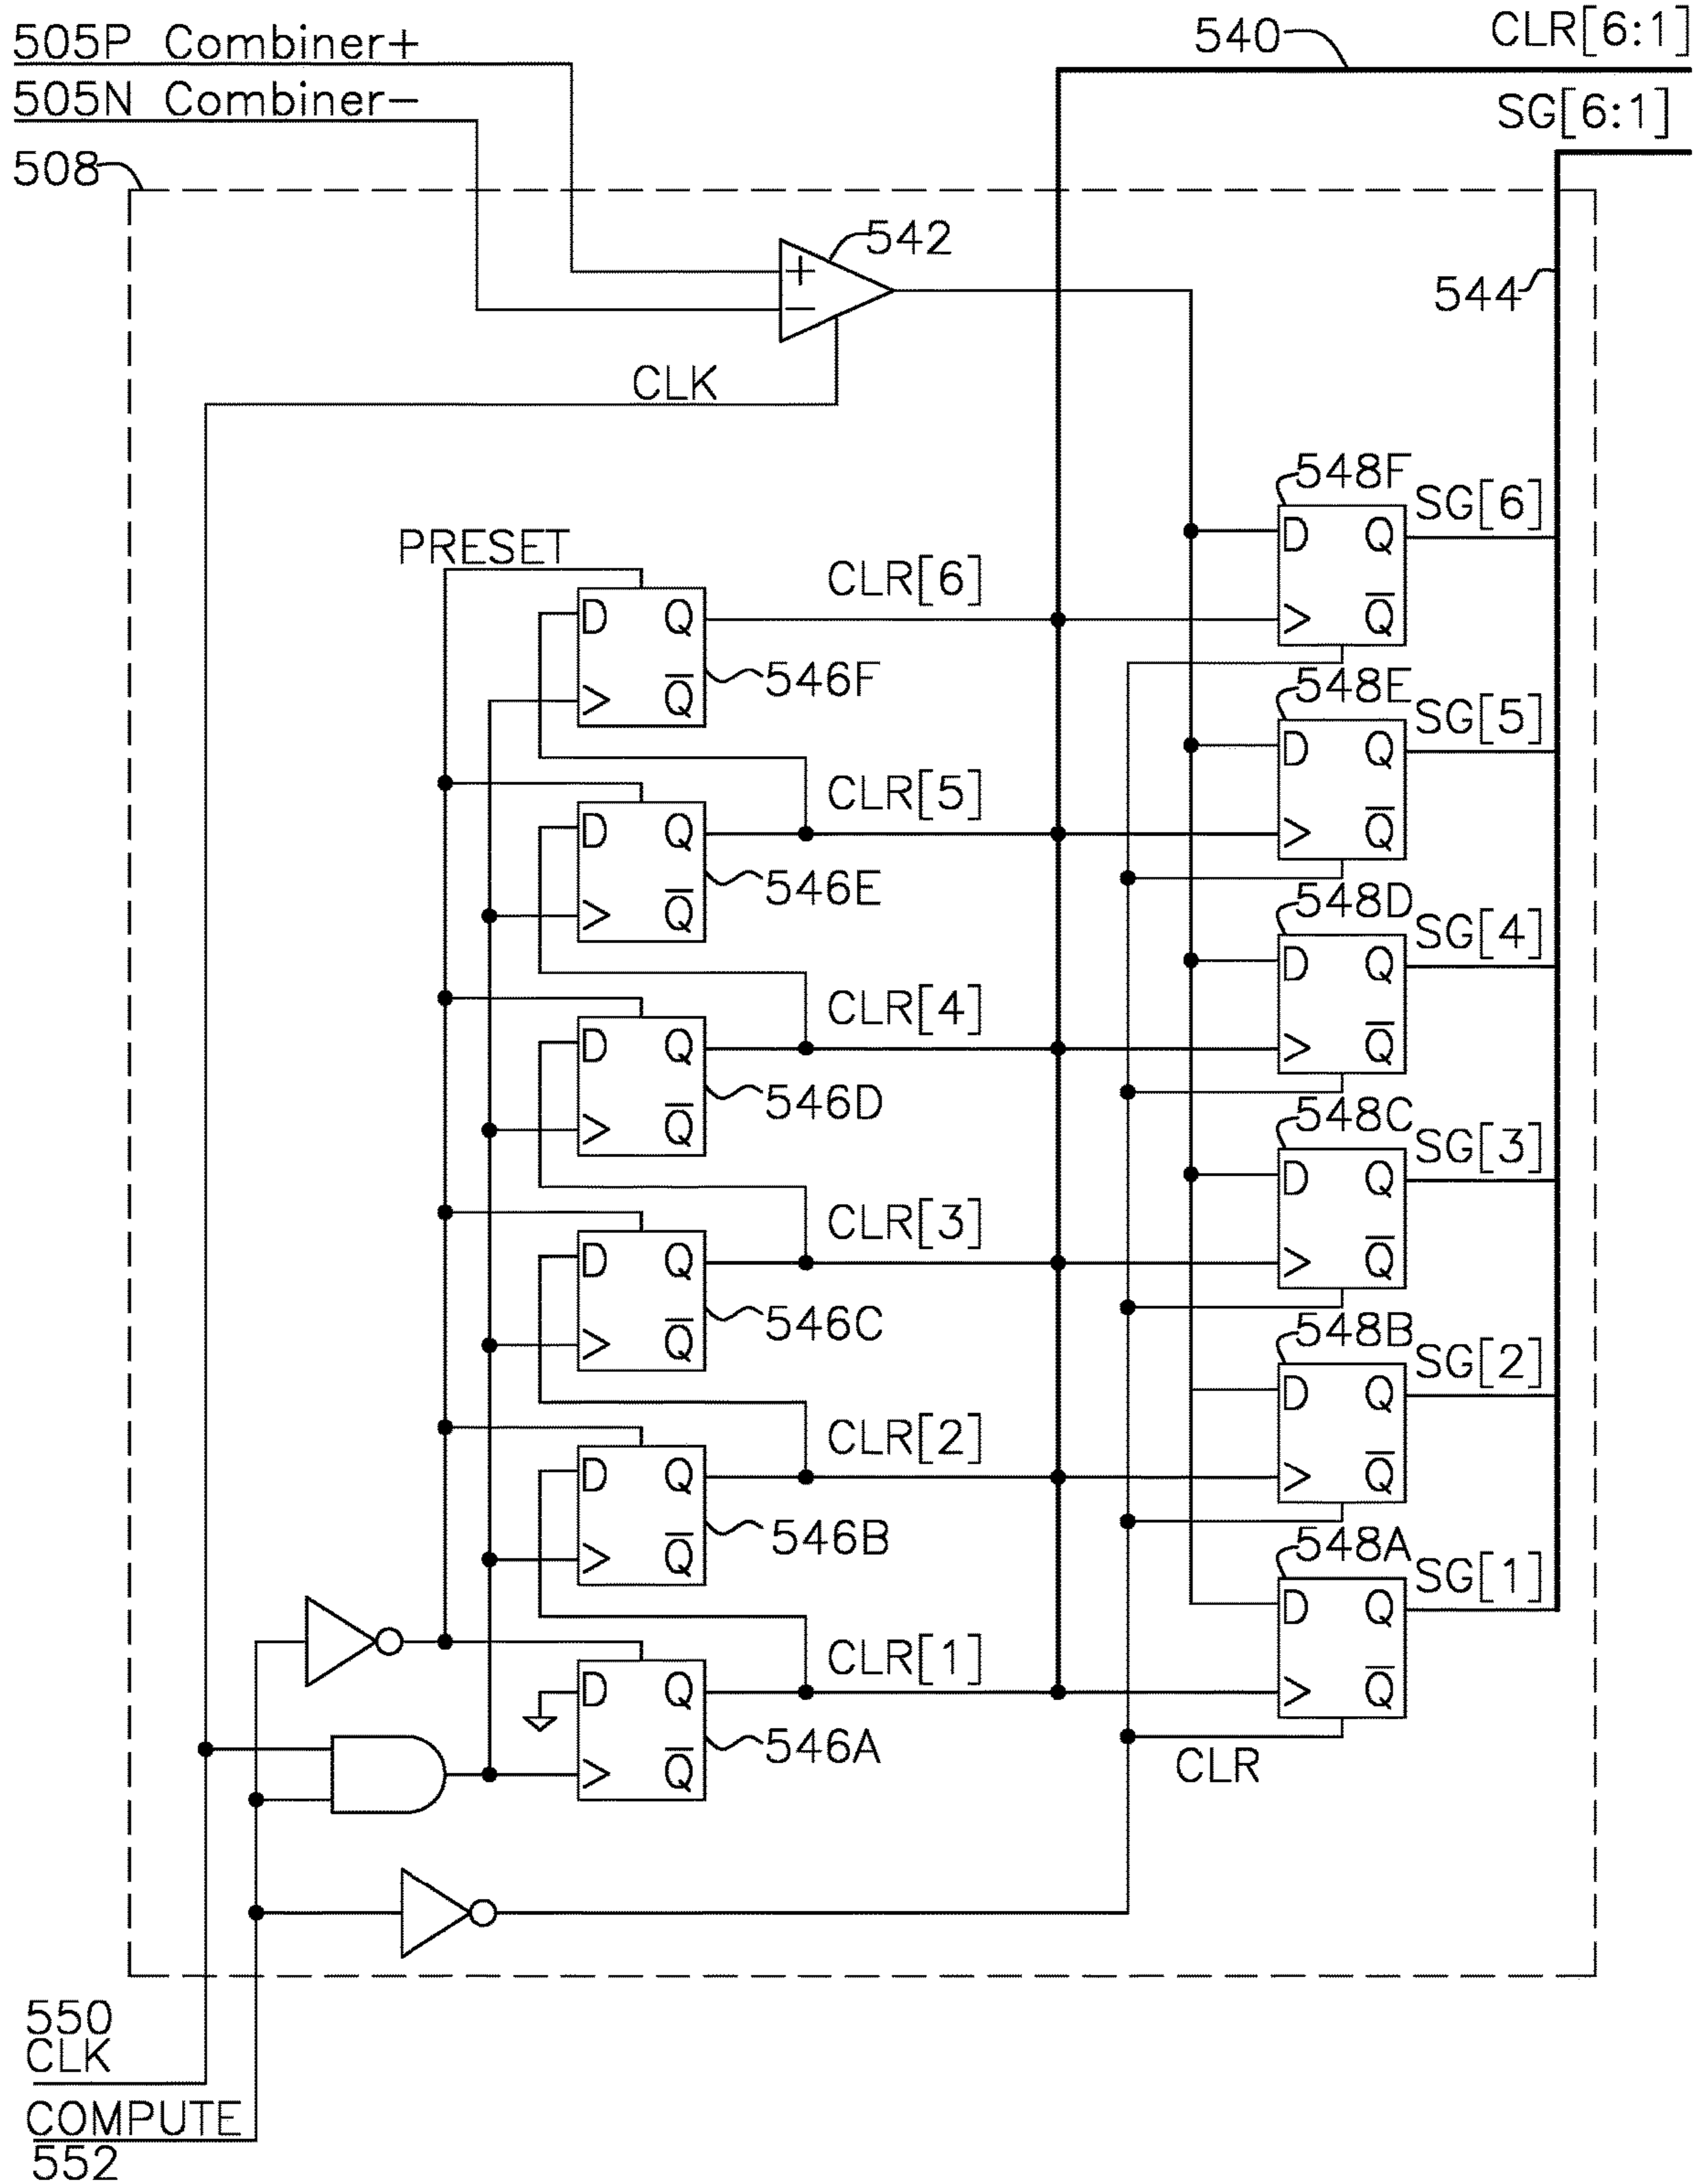 505P Combiner+
505N Combiner-
508
540
CLR[6:1]
SG[6:1]
542
+
−
544
CLK
PRESET
D Q
Q̅
CLR[6]
546F
548F
D Q
Q̅
SG[6]
D Q
Q̅
CLR[5]
546E
548E
D Q
Q̅
SG[5]
D Q
Q̅
CLR[4]
546D
548D
D Q
Q̅
SG[4]
D Q
Q̅
CLR[3]
546C
548C
D Q
Q̅
SG[3]
D Q
Q̅
CLR[2]
546B
548B
D Q
Q̅
SG[2]
D Q
Q̅
CLR[1]
546A
548A
D Q
Q̅
SG[1]
CLR
550
CLK
COMPUTE
552